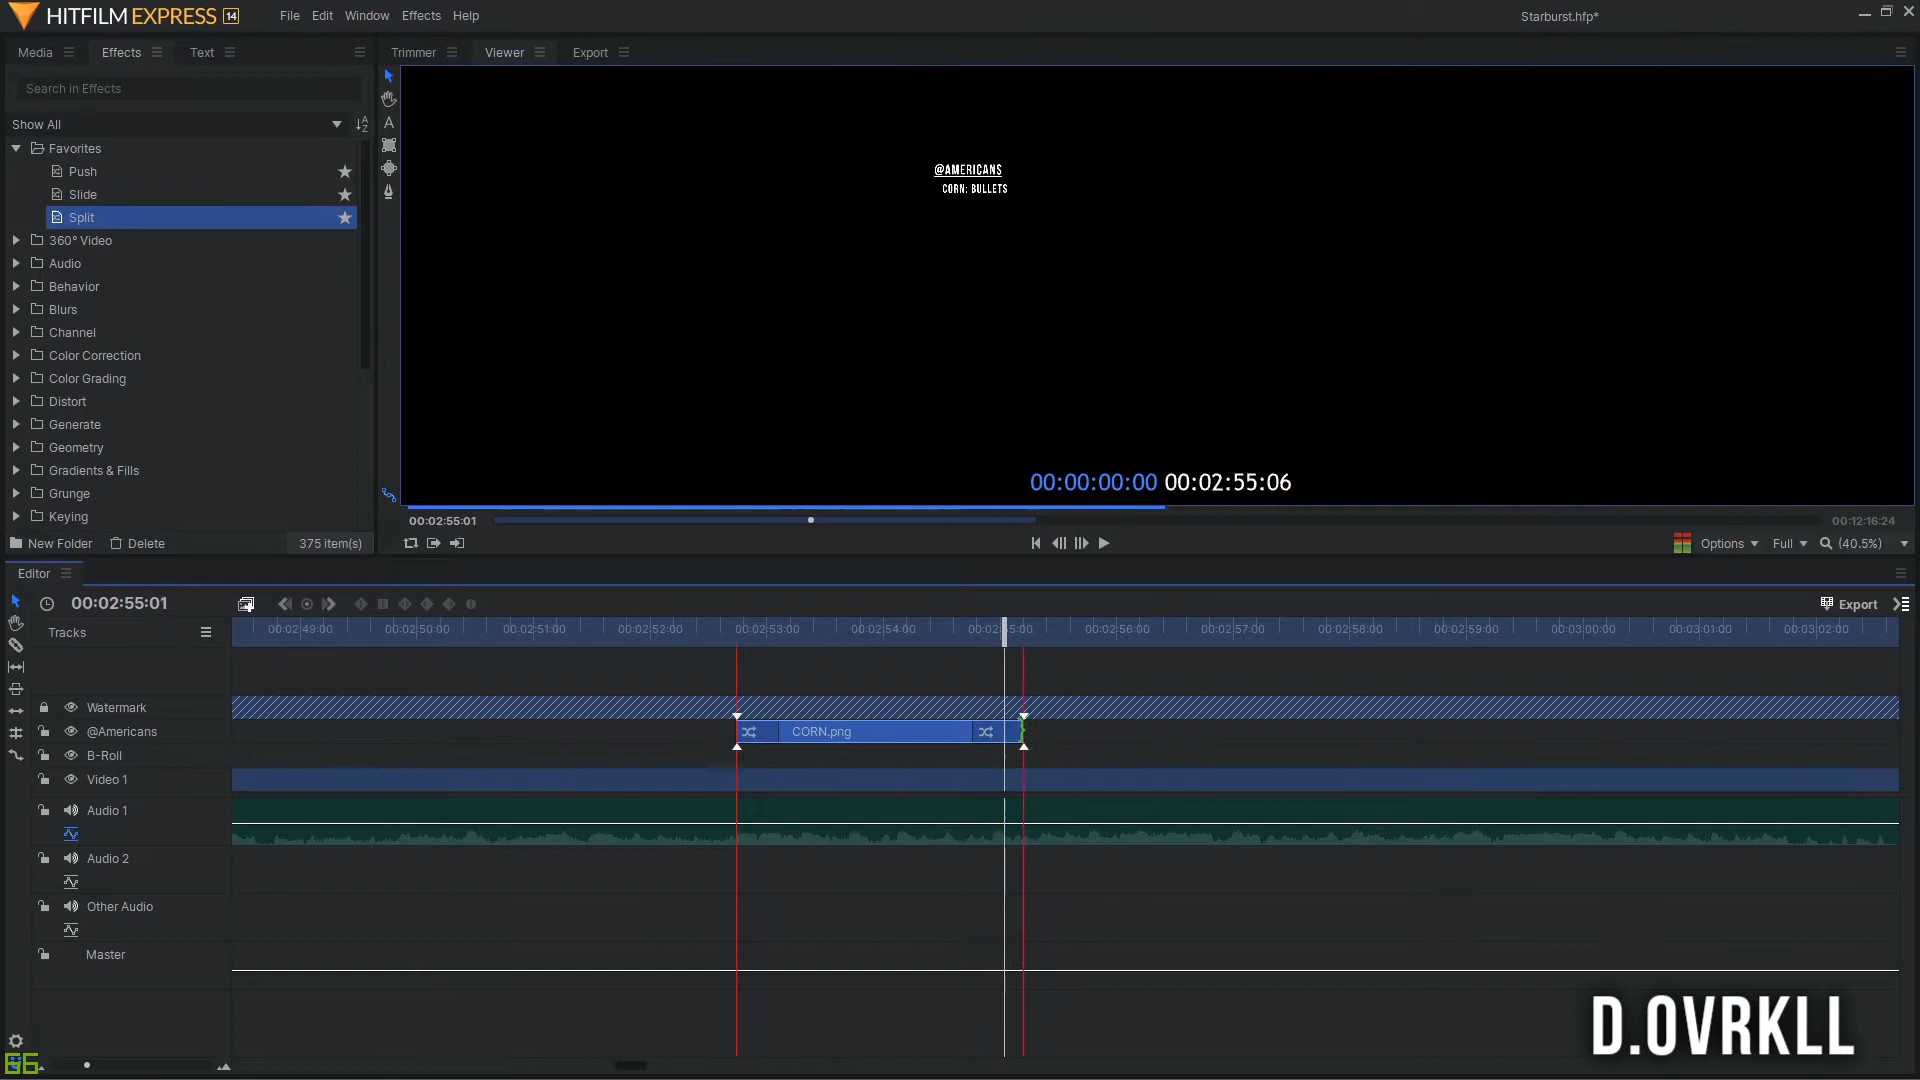 HITFILM EXPRESS 14
File Edit Window Effects Help
Starburst.hfp*
Media Effects Text
Trimmer Viewer Export
Search in Effects
Show All
Favorites
Push
Slide
Split
360° Video
Audio
Behavior
Blurs
Channel
Color Correction
Color Grading
Distort
Generate
Geometry
Gradients & Fills
Grunge
Keying
New Folder Delete 375 item(s)
@AMERICANS
CORN: BULLETS
00:00:00:00 00:02:55:06
00:02:55:01 00:12:16:24
Options Full (40.5%)
Editor
00:02:55:01
Export
Tracks
00:02:49:00 00:02:50:00 00:02:51:00 00:02:52:00 00:02:53:00 00:02:54:00 00:02:55:00 00:02:56:00 00:02:57:00 00:02:58:00 00:02:59:00 00:03:00:00 00:03:01:00 00:03:02:00
Watermark
@Americans
CORN.png
B-Roll
Video 1
Audio 1
Audio 2
Other Audio
Master
D.OVRKLL
66